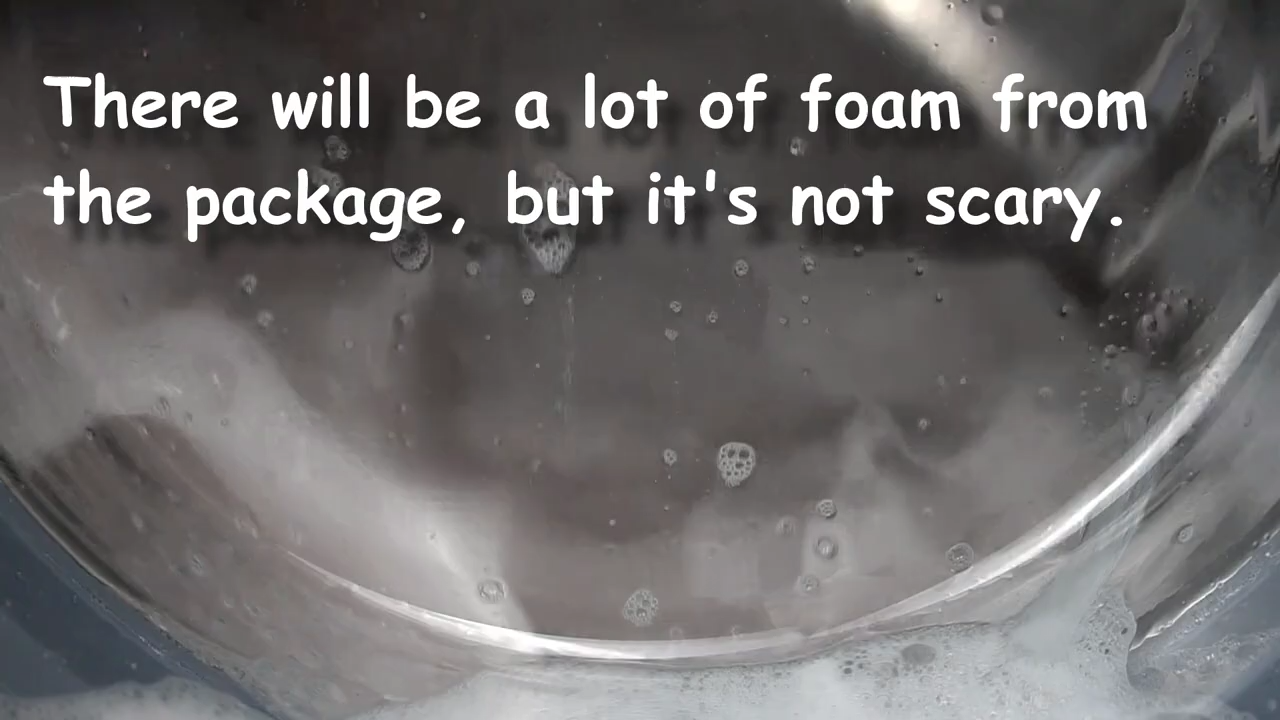 There will be a lot of foam from
the package, but it's not scary.